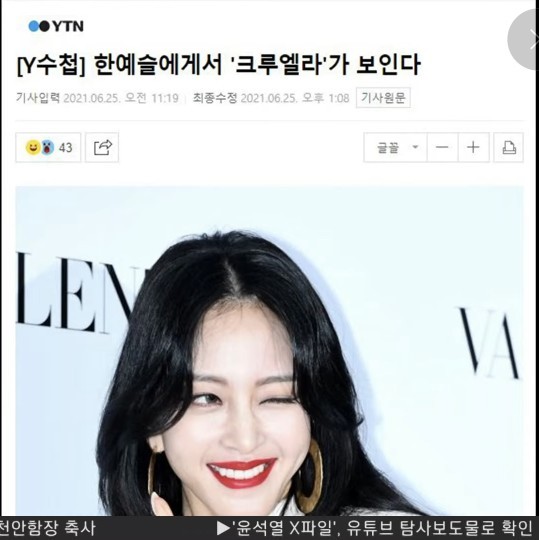 YTN
[Y수첩] 한예슬에게서 '크루엘라'가 보인다
기사입력 2021.06.25. 오전 11:19 최종수정 2021.06.25. 오후 1:08 기사원문
43 글꼴
LEN
VA
천안함장 축사 ▶'윤석열 X파일', 유튜브 탐사보도물로 확인